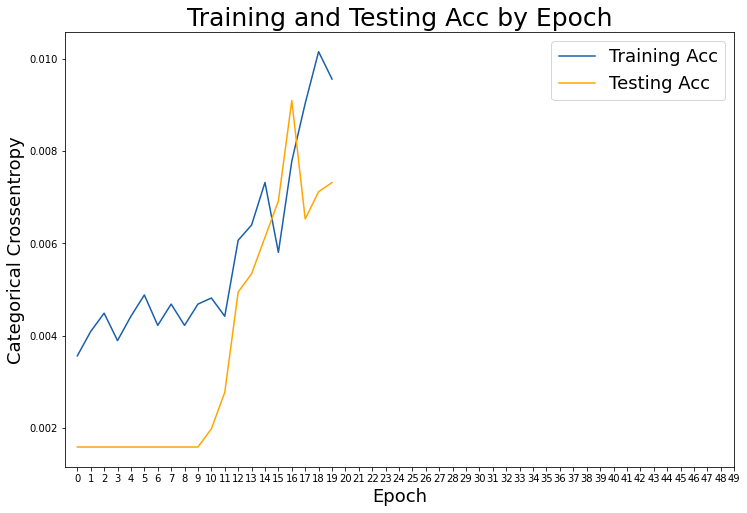 Training and Testing Acc by Epoch
Training Acc
Testing Acc
Categorical Crossentropy
0.010
0.008
0.006
0.004
0.002
0 1 2 3 4 5 6 7 8 9 10 11 12 13 14 15 16 17 18 19 20 21 22 23 24 25 26 27 28 29 30 31 32 33 34 35 36 37 38 39 40 41 42 43 44 45 46 47 48 49
Epoch